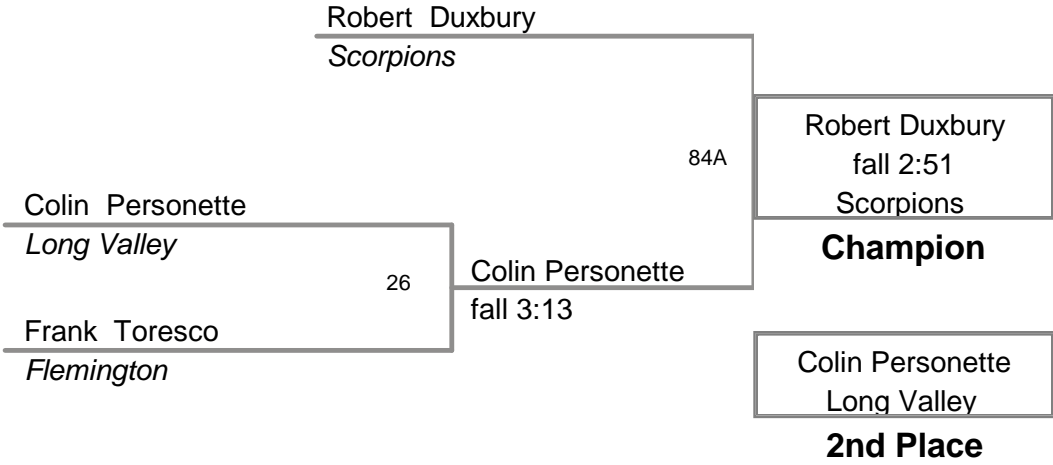 Robert Duxbury
Scorpions
84A
Robert Duxbury
fall 2:51
Scorpions
Champion
Colin Personette
Long Valley
26
Colin Personette
fall 3:13
Frank Toresco
Flemington
Colin Personette
Long Valley
2nd Place